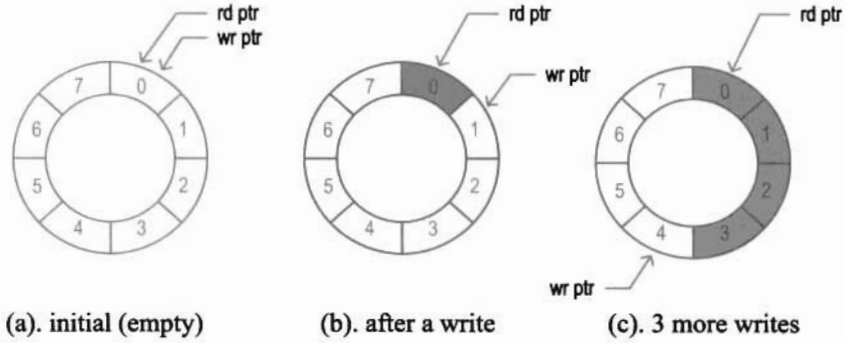 rd ptr
wr ptr
7 0
6 1
5 2
4 3
(a). initial (empty)
rd ptr
wr ptr
7 0
6 1
5 2
4 3
(b). after a write
rd ptr
7 0
6 1
5 2
4 3
wr ptr
(c). 3 more writes